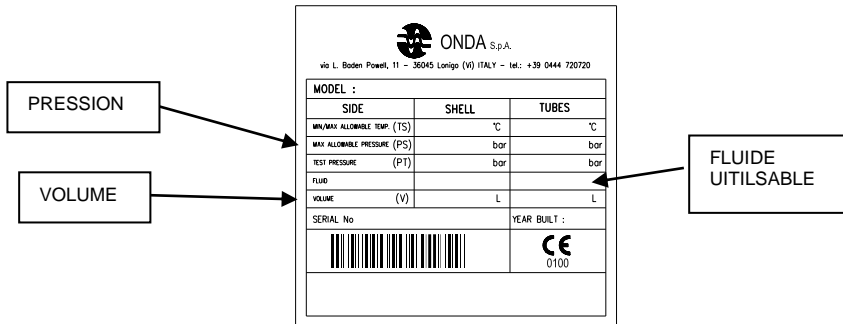 ONDA S.p.A.
via L. Baden Powell, 11 – 36045 Lonigo (Vi) ITALY – tel.: +39 0444 720720
MODEL :
SIDE SHELL TUBES
MIN/MAX ALLOWABLE TEMP. (TS) °C °C
MAX ALLOWABLE PRESSURE (PS) bar bar
TEST PRESSURE (PT) bar bar
FLUID
VOLUME (V) L L
SERIAL No YEAR BUILT :
CE
0100
PRESSION
VOLUME
FLUIDE
UITILSABLE